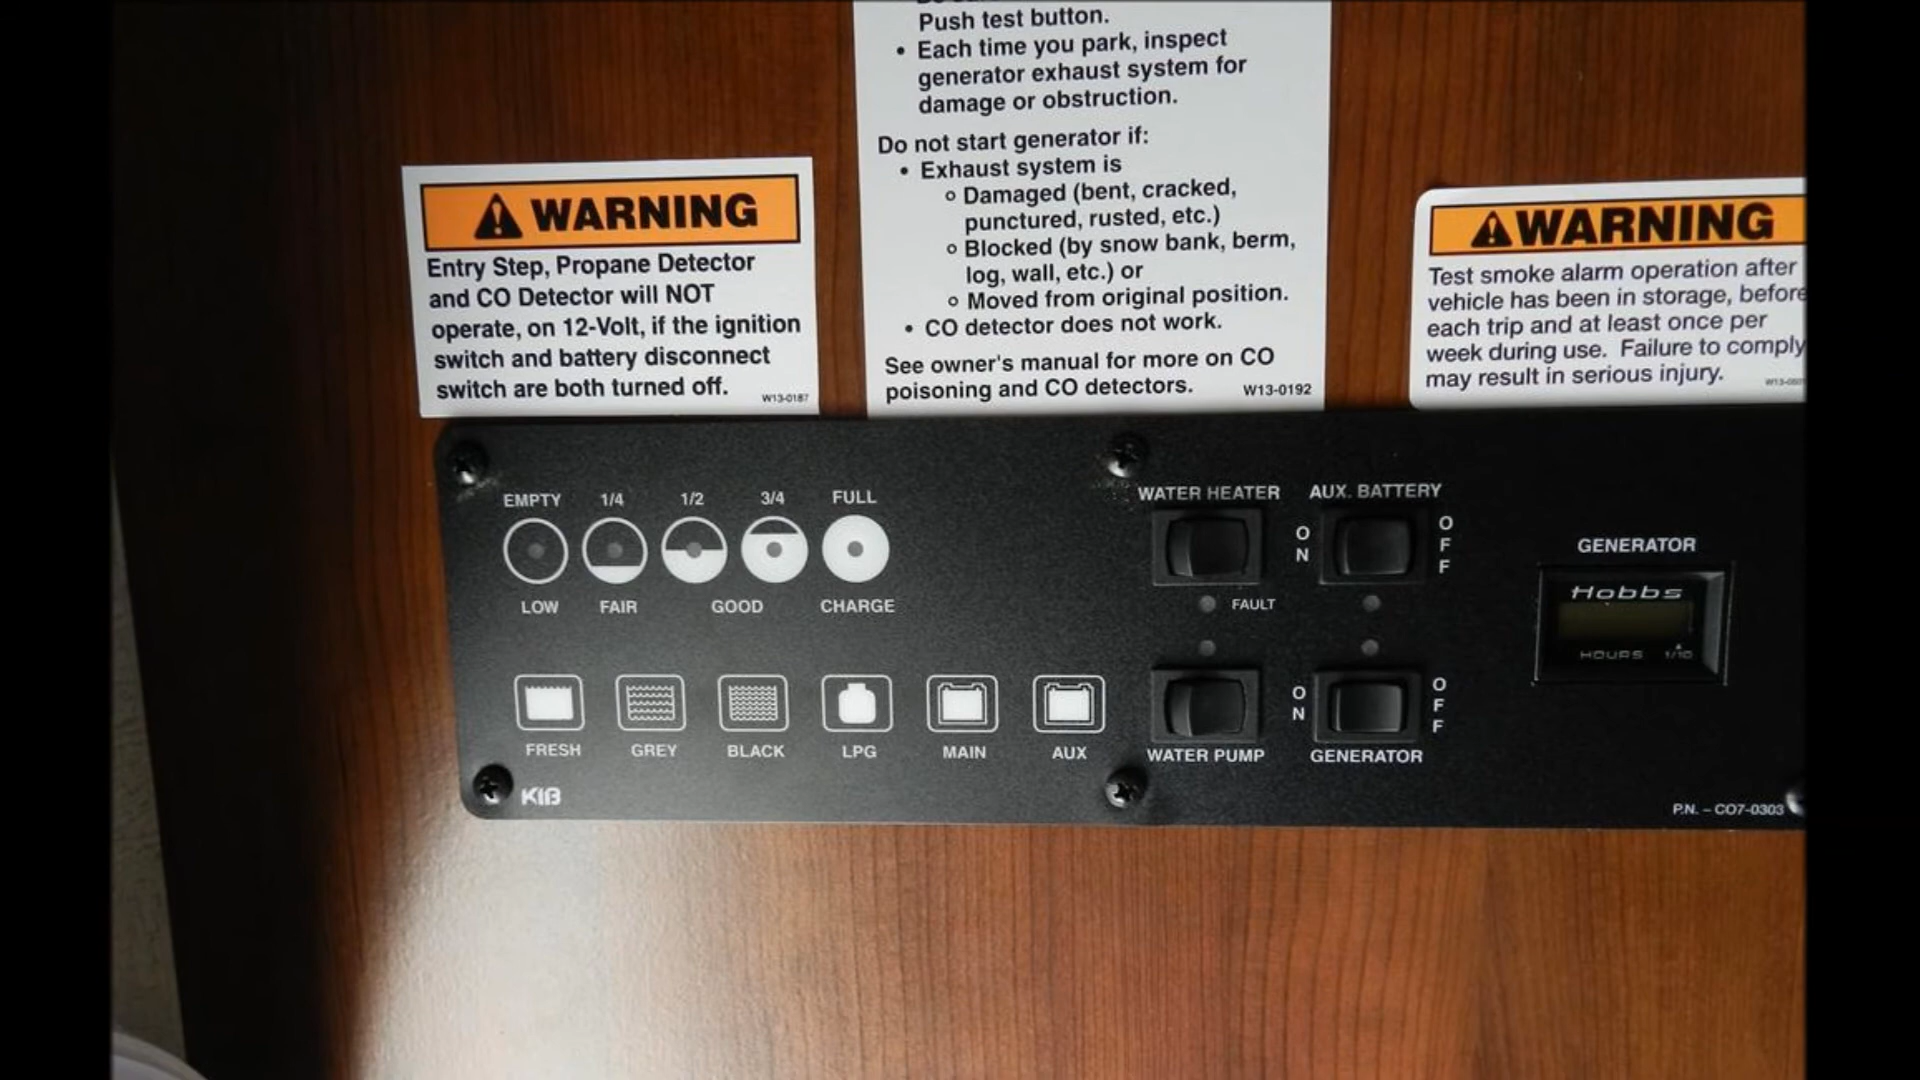 Push test button.
• Each time you park, inspect
generator exhaust system for
damage or obstruction.
Do not start generator if:
• Exhaust system is
o Damaged (bent, cracked,
punctured, rusted, etc.)
o Blocked (by snow bank, berm,
log, wall, etc.) or
o Moved from original position.
• CO detector does not work.
See owner's manual for more on CO
poisoning and CO detectors. W13-0192
WARNING
Entry Step, Propane Detector
and CO Detector will NOT
operate, on 12-Volt, if the ignition
switch and battery disconnect
switch are both turned off.
W13-0187
WARNING
Test smoke alarm operation after
vehicle has been in storage, before
each trip and at least once per
week during use. Failure to comply
may result in serious injury.
EMPTY 1/4 1/2 3/4 FULL
LOW FAIR GOOD CHARGE
FRESH GREY BLACK LPG MAIN AUX
KIB
WATER HEATER AUX. BATTERY
ON OFF
FAULT
ON OFF
WATER PUMP GENERATOR
GENERATOR
Hobbs
HOURS 1/10
P.N. – CO7-0303